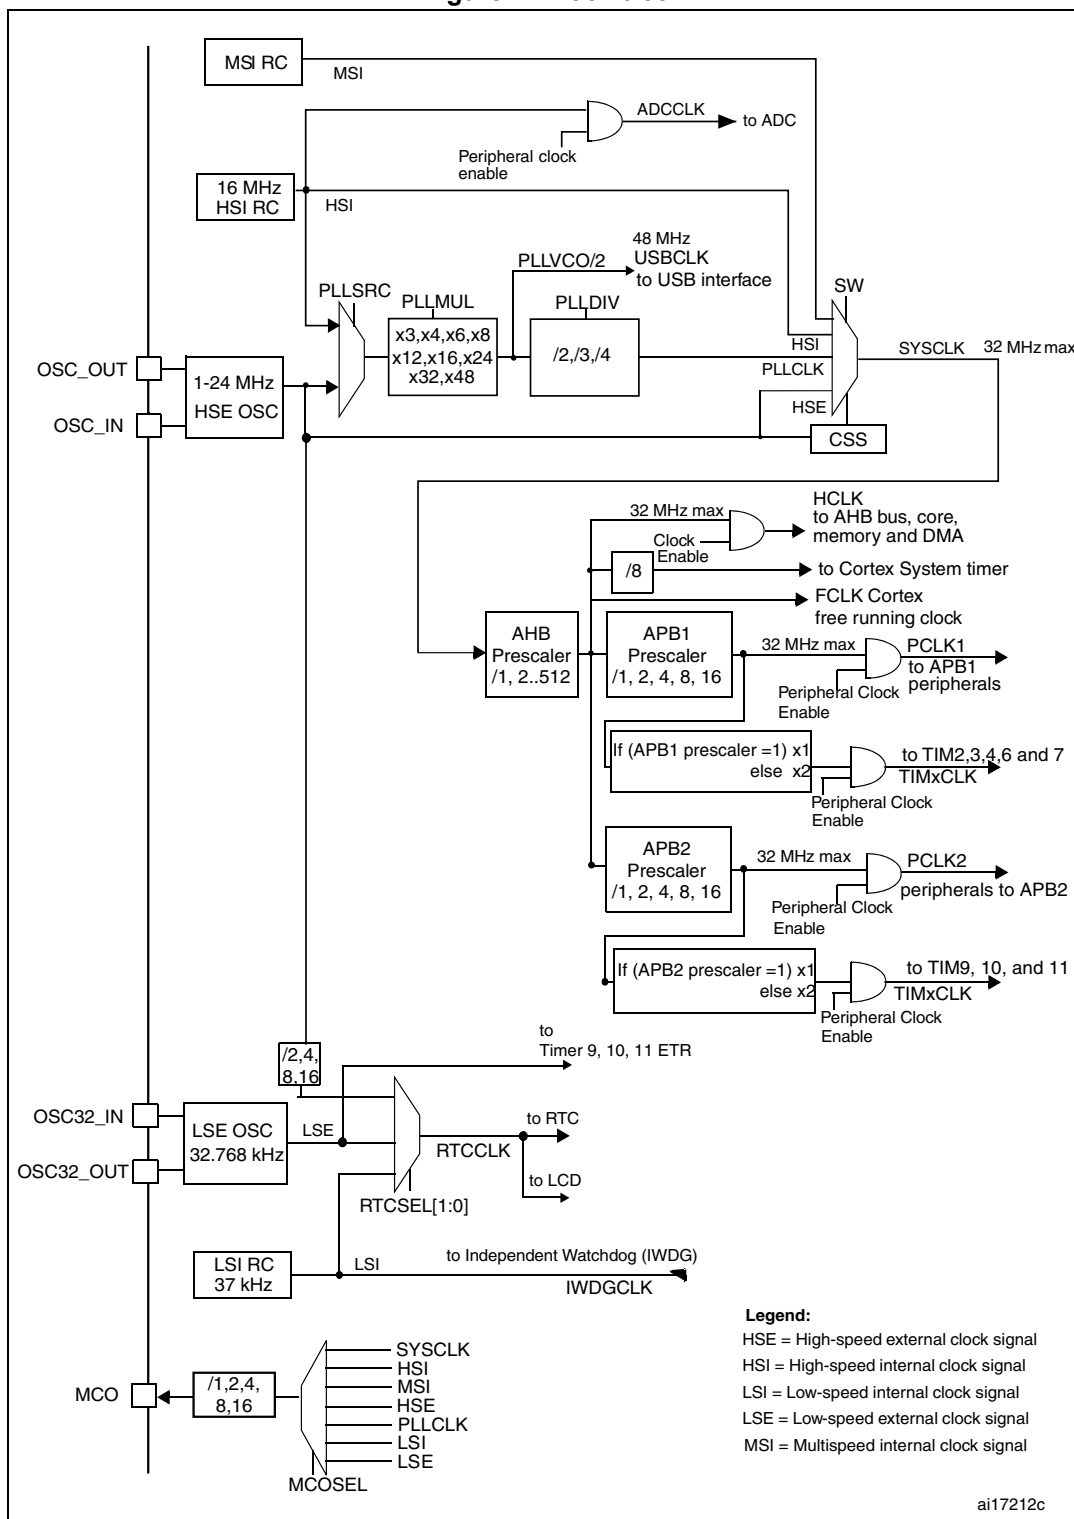 MSI RC
MSI
ADCCLK
to ADC
Peripheral clock
enable
16 MHz
HSI RC
HSI
48 MHz
USBCLK
to USB interface
PLLVCO/2
PLLSRC
PLLMUL
PLLDIV
SW
x3,x4,x6,x8
x12,x16,x24
x32,x48
/2,/3,/4
HSI
PLLCLK
HSE
SYSCLK
32 MHz max
OSC_OUT
OSC_IN
1-24 MHz
HSE OSC
CSS
32 MHz max
HCLK
to AHB bus, core,
memory and DMA
Clock
Enable
/8
to Cortex System timer
FCLK Cortex
free running clock
AHB
Prescaler
/1, 2..512
APB1
Prescaler
/1, 2, 4, 8, 16
32 MHz max
PCLK1
to APB1
peripherals
Peripheral Clock
Enable
If (APB1 prescaler =1) x1
else x2
to TIM2,3,4,6 and 7
TIMxCLK
Peripheral Clock
Enable
APB2
Prescaler
/1, 2, 4, 8, 16
32 MHz max
PCLK2
peripherals to APB2
Peripheral Clock
Enable
If (APB2 prescaler =1) x1
else x2
to TIM9, 10, and 11
TIMxCLK
Peripheral Clock
Enable
to
Timer 9, 10, 11 ETR
/2,4,
8,16
OSC32_IN
OSC32_OUT
LSE OSC
32.768 kHz
LSE
to RTC
RTCCLK
to LCD
RTCSEL[1:0]
LSI RC
37 kHz
LSI
to Independent Watchdog (IWDG)
IWDGCLK
MCO
/1,2,4,
8,16
SYSCLK
HSI
MSI
HSE
PLLCLK
LSI
LSE
MCOSEL
Legend:
HSE = High-speed external clock signal
HSI = High-speed internal clock signal
LSI = Low-speed internal clock signal
LSE = Low-speed external clock signal
MSI = Multispeed internal clock signal
ai17212c